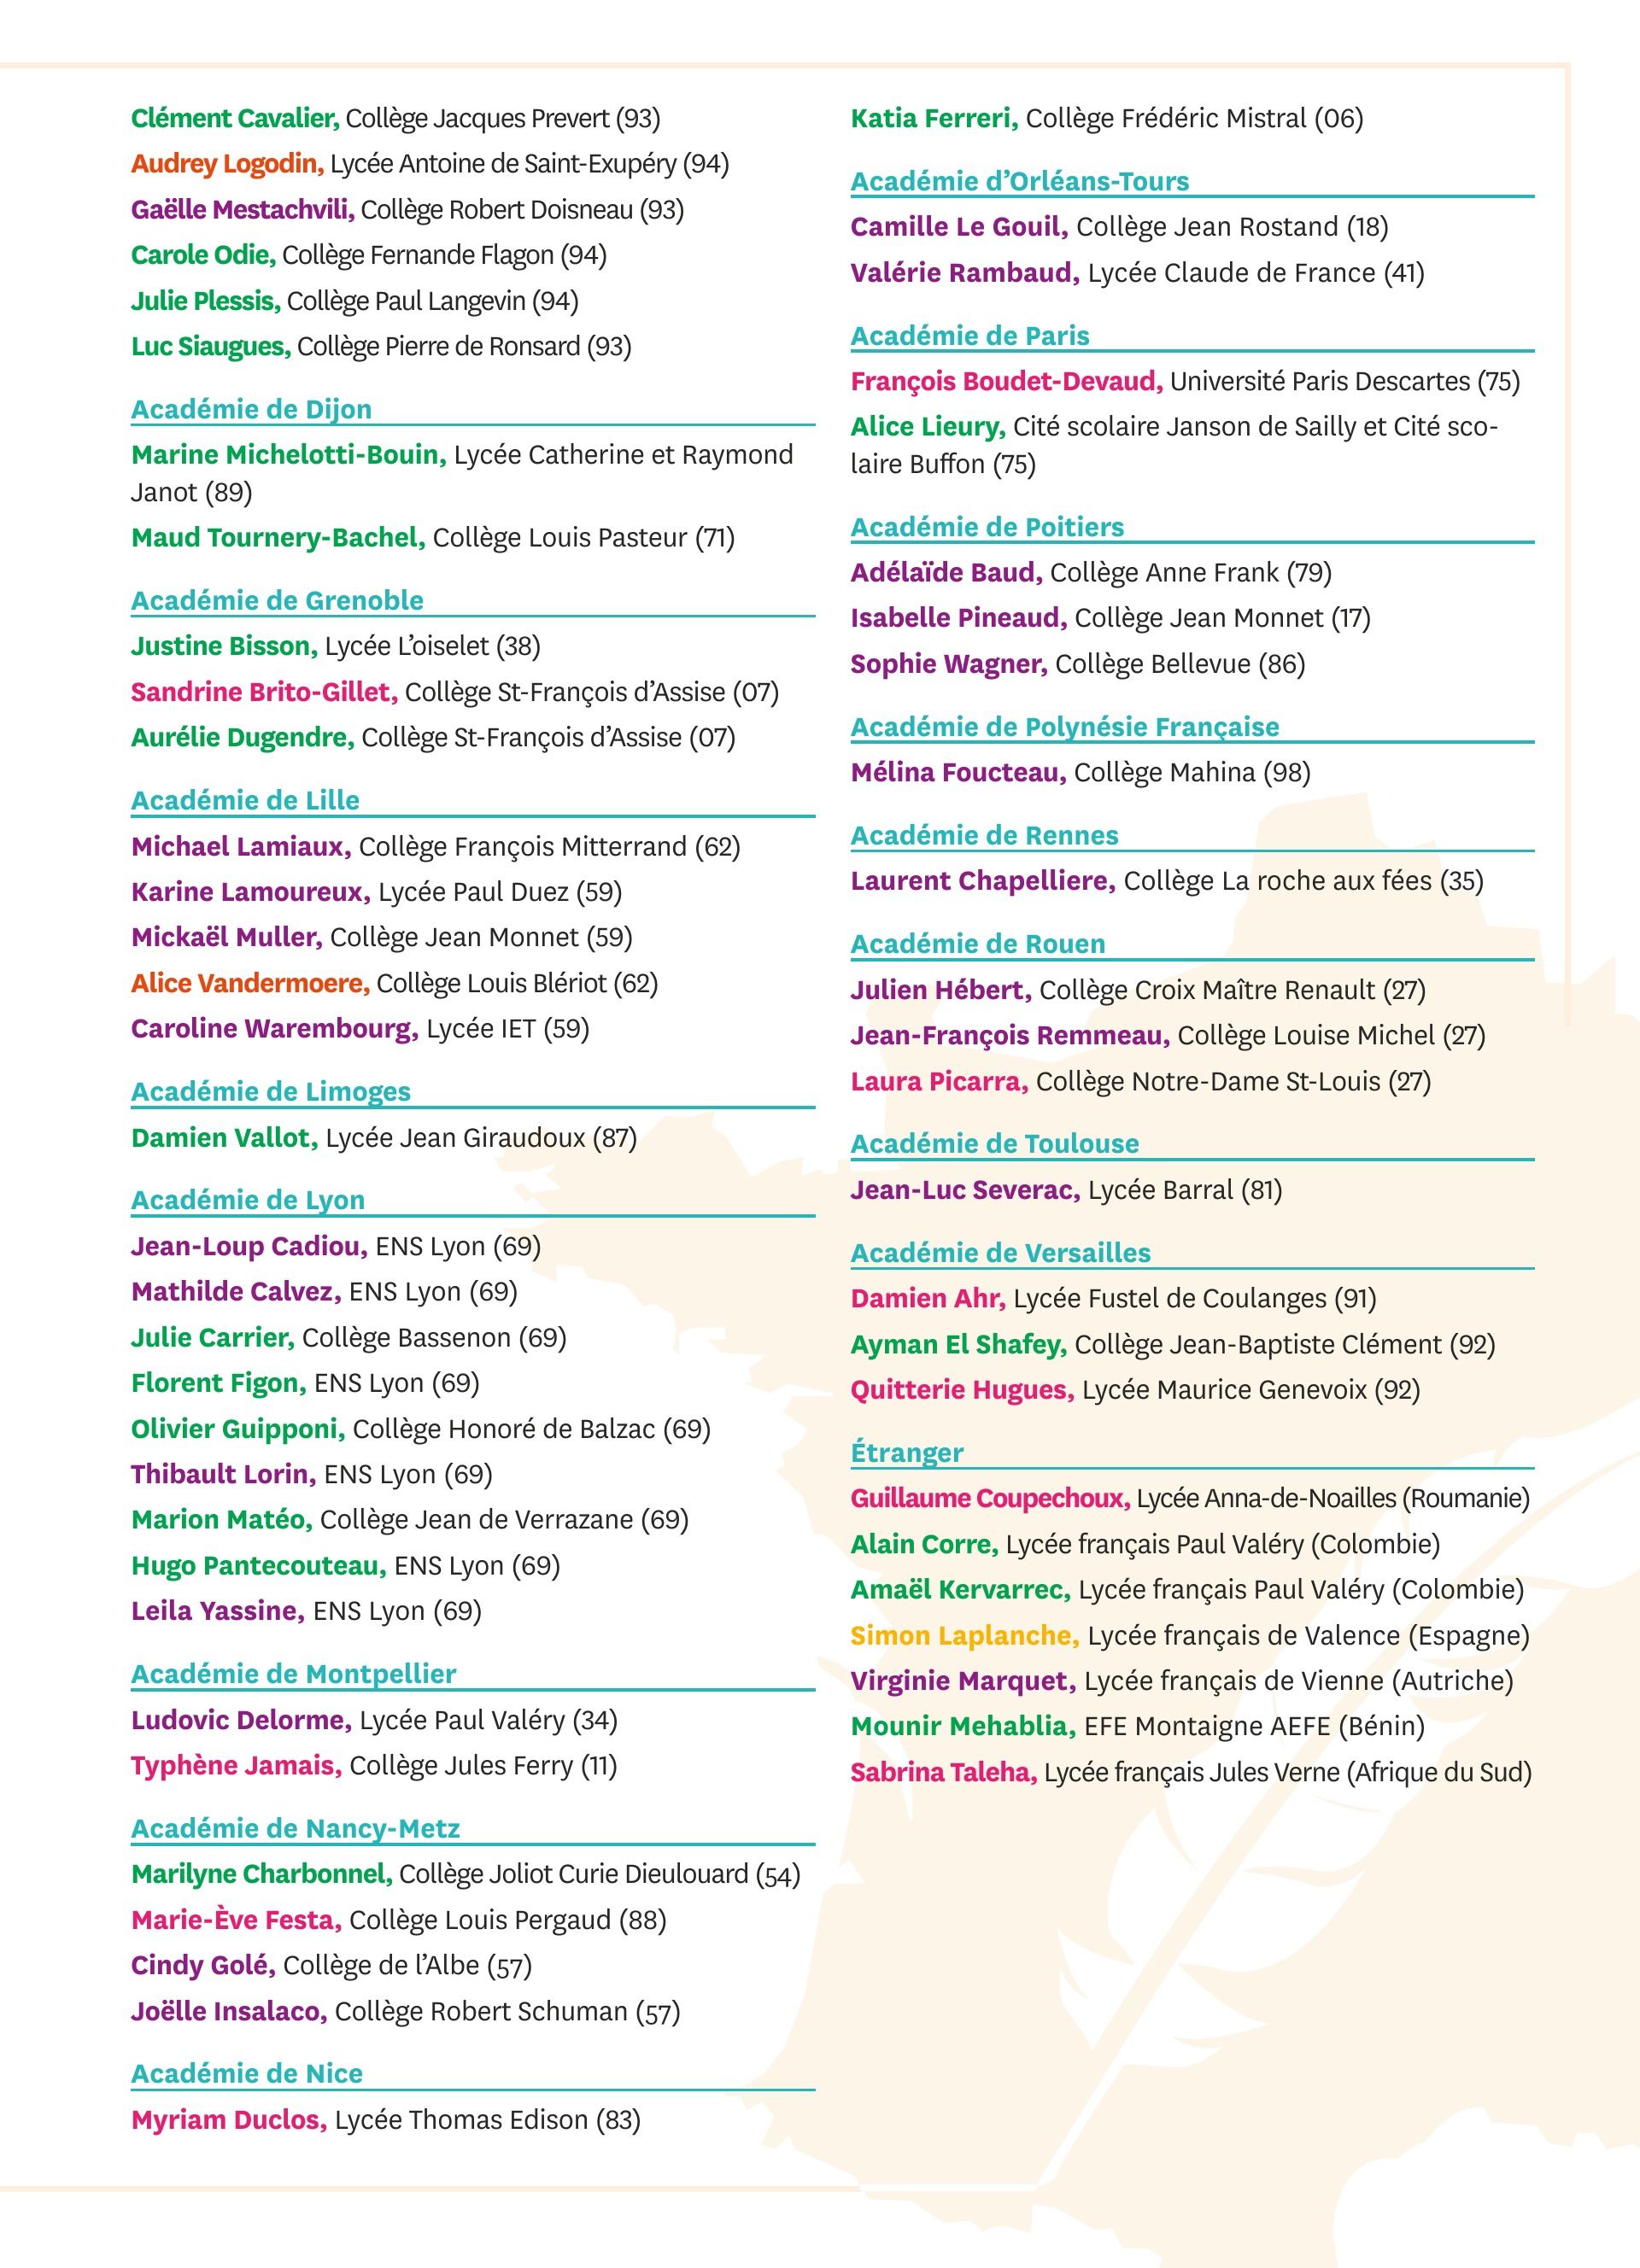 Clément Cavalier, Collège Jacques Prevert (93)
Audrey Logodin, Lycée Antoine de Saint-Exupéry (94)
Gaëlle Mestachvili, Collège Robert Doisneau (93)
Carole Odie, Collège Fernande Flagon (94)
Julie Plessis, Collège Paul Langevin (94)
Luc Siaugues, Collège Pierre de Ronsard (93)
Académie de Dijon
Marine Michelotti-Bouin, Lycée Catherine et Raymond
Janot (89)
Maud Tournery-Bachel, Collège Louis Pasteur (71)
Académie de Grenoble
Justine Bisson, Lycée L’oiselet (38)
Sandrine Brito-Gillet, Collège St-François d’Assise (07)
Aurélie Dugendre, Collège St-François d’Assise (07)
Académie de Lille
Michael Lamiaux, Collège François Mitterrand (62)
Karine Lamoureux, Lycée Paul Duez (59)
Mickaël Muller, Collège Jean Monnet (59)
Alice Vandermoere, Collège Louis Blériot (62)
Caroline Warembourg, Lycée IET (59)
Académie de Limoges
Damien Vallot, Lycée Jean Giraudoux (87)
Académie de Lyon
Jean-Loup Cadiou, ENS Lyon (69)
Mathilde Calvez, ENS Lyon (69)
Julie Carrier, Collège Bassenon (69)
Florent Figon, ENS Lyon (69)
Olivier Guipponi, Collège Honoré de Balzac (69)
Thibault Lorin, ENS Lyon (69)
Marion Matéo, Collège Jean de Verrazane (69)
Hugo Pantecouteau, ENS Lyon (69)
Leila Yassine, ENS Lyon (69)
Académie de Montpellier
Ludovic Delorme, Lycée Paul Valéry (34)
Typhène Jamais, Collège Jules Ferry (11)
Académie de Nancy-Metz
Marilyne Charbonnel, Collège Joliot Curie Dieulouard (54)
Marie-Ève Festa, Collège Louis Pergaud (88)
Cindy Golé, Collège de l’Albe (57)
Joëlle Insalaco, Collège Robert Schuman (57)
Académie de Nice
Myriam Duclos, Lycée Thomas Edison (83)
Katia Ferreri, Collège Frédéric Mistral (06)
Académie d’Orléans-Tours
Camille Le Gouil, Collège Jean Rostand (18)
Valérie Rambaud, Lycée Claude de France (41)
Académie de Paris
François Boudet-Devaud, Université Paris Descartes (75)
Alice Lieury, Cité scolaire Janson de Sailly et Cité sco-
laire Buffon (75)
Académie de Poitiers
Adélaïde Baud, Collège Anne Frank (79)
Isabelle Pineaud, Collège Jean Monnet (17)
Sophie Wagner, Collège Bellevue (86)
Académie de Polynésie Française
Mélina Foucteau, Collège Mahina (98)
Académie de Rennes
Laurent Chapelliere, Collège La roche aux fées (35)
Académie de Rouen
Julien Hébert, Collège Croix Maître Renault (27)
Jean-François Remmeau, Collège Louise Michel (27)
Laura Picarra, Collège Notre-Dame St-Louis (27)
Académie de Toulouse
Jean-Luc Severac, Lycée Barral (81)
Académie de Versailles
Damien Ahr, Lycée Fustel de Coulanges (91)
Ayman El Shafey, Collège Jean-Baptiste Clément (92)
Quitterie Hugues, Lycée Maurice Genevoix (92)
Étranger
Guillaume Coupechoux, Lycée Anna-de-Noailles (Roumanie)
Alain Corre, Lycée français Paul Valéry (Colombie)
Amaël Kervarrec, Lycée français Paul Valéry (Colombie)
Simon Laplanche, Lycée français de Valence (Espagne)
Virginie Marquet, Lycée français de Vienne (Autriche)
Mounir Mehablia, EFE Montaigne AEFE (Bénin)
Sabrina Taleha, Lycée français Jules Verne (Afrique du Sud)